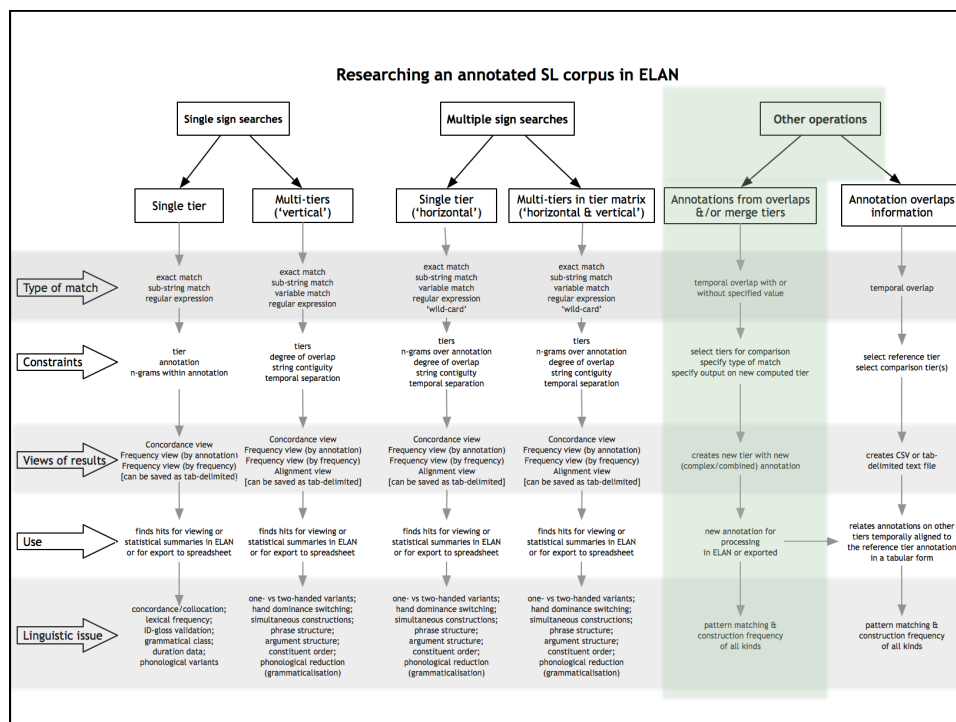 Researching an annotated SL corpus in ELAN
Single sign searches
Multiple sign searches
Other operations
Single tier
Multi-tiers
(‘vertical’)
Single tier
(‘horizontal’)
Multi-tiers in tier matrix
(‘horizontal & vertical’)
Annotations from overlaps
&/or merge tiers
Annotation overlaps
information
Type of match
exact match
sub-string match
regular expression
exact match
sub-string match
variable match
regular expression
exact match
sub-string match
variable match
regular expression
‘wild-card’
exact match
sub-string match
variable match
regular expression
‘wild-card’
temporal overlap with or
without specified value
temporal overlap
Constraints
tier
annotation
n-grams within annotation
tiers
degree of overlap
string contiguity
temporal separation
tiers
n-grams over annotation
degree of overlap
string contiguity
temporal separation
tiers
n-grams over annotation
degree of overlap
string contiguity
temporal separation
select tiers for comparison
specify type of match
specify output on new computed tier
select reference tier
select comparison tier(s)
Views of results
Concordance view
Frequency view (by annotation)
Frequency view (by frequency)
[can be saved as tab-delimited]
Concordance view
Frequency view (by annotation)
Frequency view (by frequency)
Alignment view
[can be saved as tab-delimited]
Concordance view
Frequency view (by annotation)
Frequency view (by frequency)
Alignment view
[can be saved as tab-delimited]
Concordance view
Frequency view (by annotation)
Frequency view (by frequency)
Alignment view
[can be saved as tab-delimited]
creates new tier with new
(complex/combined) annotation
creates CSV or tab-
delimited text file
Use
finds hits for viewing or
statistical summaries in ELAN
or for export to spreadsheet
finds hits for viewing or
statistical summaries in ELAN
or for export to spreadsheet
finds hits for viewing or
statistical summaries in ELAN
or for export to spreadsheet
finds hits for viewing or
statistical summaries in ELAN
or for export to spreadsheet
new annotation for
processing
in ELAN or exported
relates annotations on other
tiers temporally aligned to
the reference tier annotation
in a tabular form
Linguistic issue
concordance/collocation;
lexical frequency;
ID-gloss validation;
grammatical class;
duration data;
phonological variants
one- vs two-handed variants;
hand dominance switching;
simultaneous constructions;
phrase structure;
argument structure;
constituent order;
phonological reduction
(grammaticalisation)
one- vs two-handed variants;
hand dominance switching;
simultaneous constructions;
phrase structure;
argument structure;
constituent order;
phonological reduction
(grammaticalisation)
one- vs two-handed variants;
hand dominance switching;
simultaneous constructions;
phrase structure;
argument structure;
constituent order;
phonological reduction
(grammaticalisation)
pattern matching &
construction frequency
of all kinds
pattern matching &
construction frequency
of all kinds